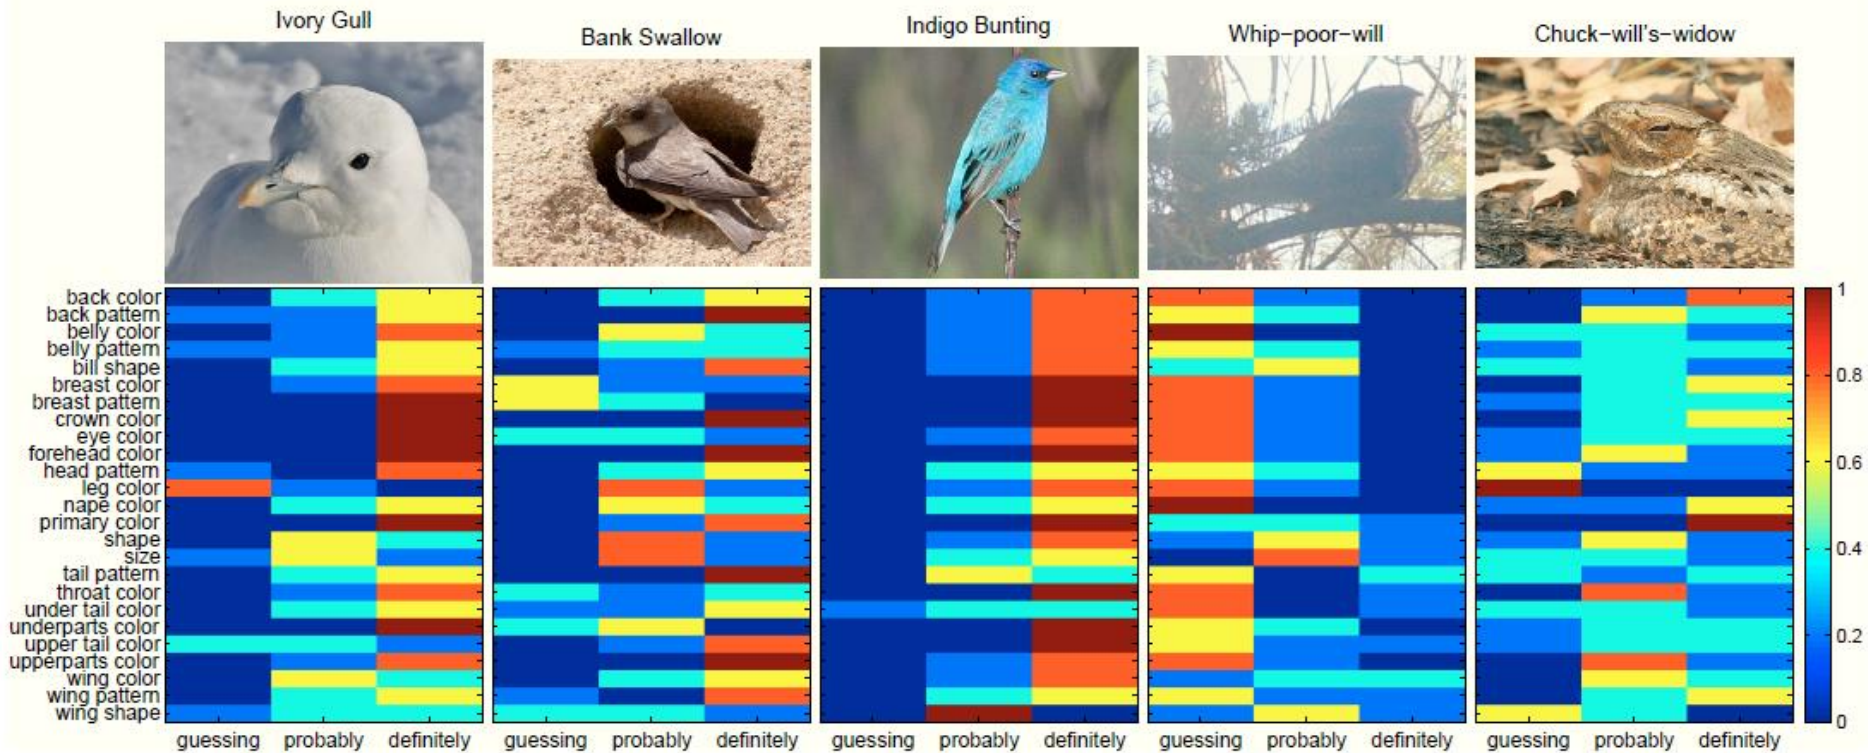 Ivory Gull
Bank Swallow
Indigo Bunting
Whip-poor-will
Chuck-will's-widow
back color
back pattern
belly color
belly pattern
bill shape
breast color
breast pattern
crown color
eye color
forehead color
head pattern
leg color
nape color
primary color
shape
size
tail pattern
throat color
under tail color
underparts color
upper tail color
upperparts color
wing color
wing pattern
wing shape
guessing probably definitely
guessing probably definitely
guessing probably definitely
guessing probably definitely
guessing probably definitely
1
0.8
0.6
0.4
0.2
0